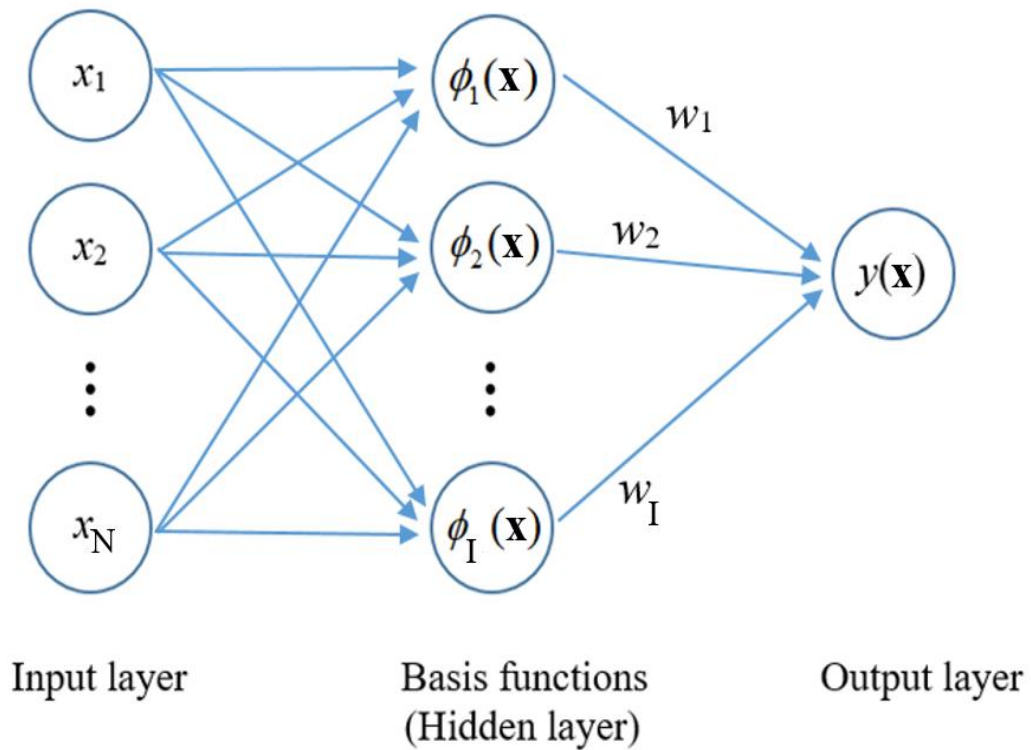 x1
ϕ1(x)
w1
x2
ϕ2(x)
w2
y(x)
xN
ϕI (x)
wI
Input layer
Basis functions
(Hidden layer)
Output layer